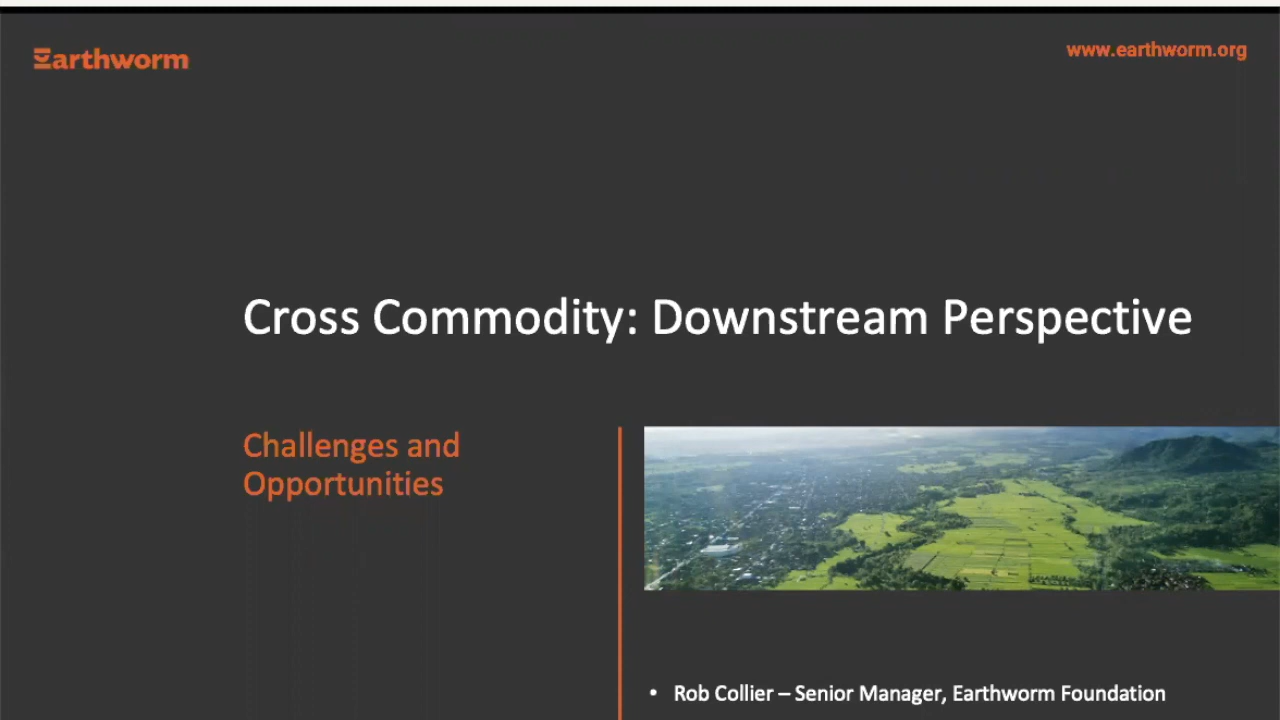 Earthworm
www.earthworm.org
Cross Commodity: Downstream Perspective
Challenges and
Opportunities
• Rob Collier – Senior Manager, Earthworm Foundation